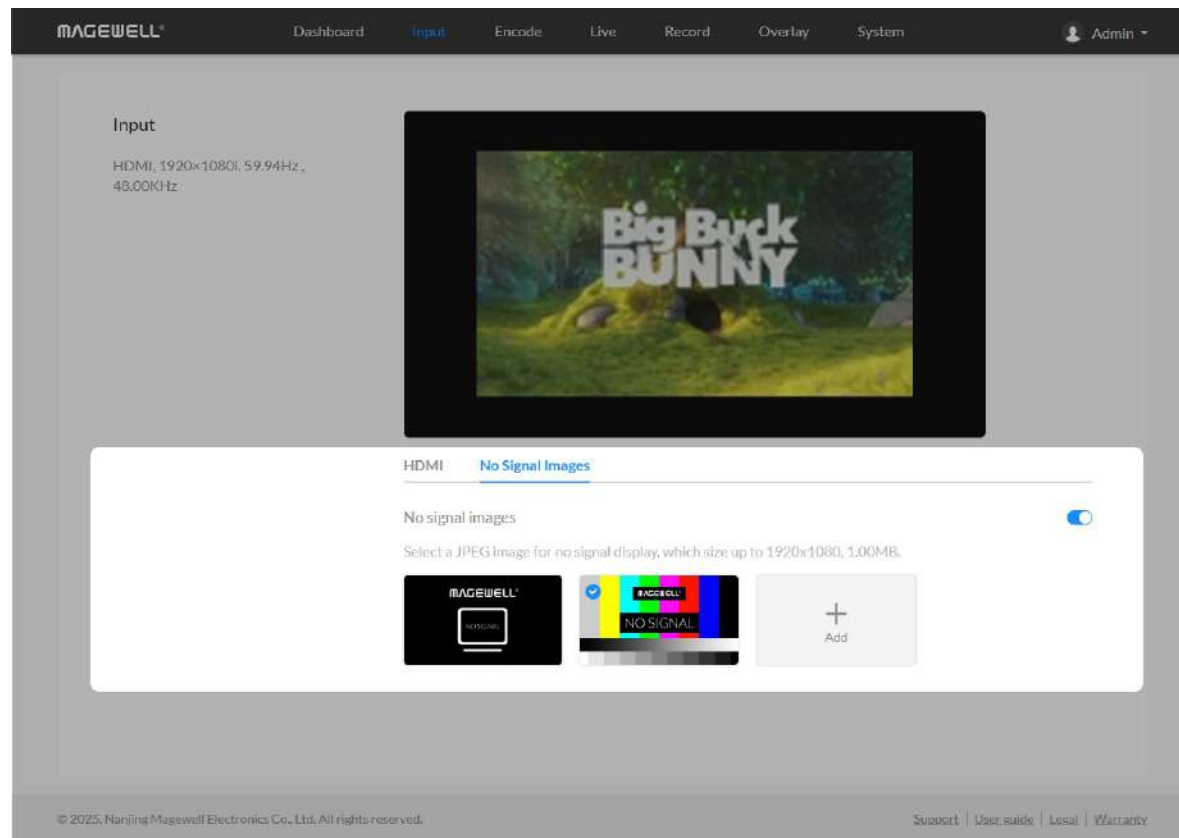 MAGEWELL®
Dashboard Input Encode Live Record Overlay System
Admin
Input
HDMI, 1920×1080i, 59.94Hz ,
48.00KHz
Big Buck
BUNNY
HDMI No Signal Images
No signal images
Select a JPEG image for no signal display, which size up to 1920x1080, 1.00MB.
MAGEWELL®
NO SIGNAL
MAGEWELL®
NO SIGNAL
Add
© 2025, Nanjing Magewell Electronics Co., Ltd. All rights reserved.
Support | User guide | Legal | Warranty